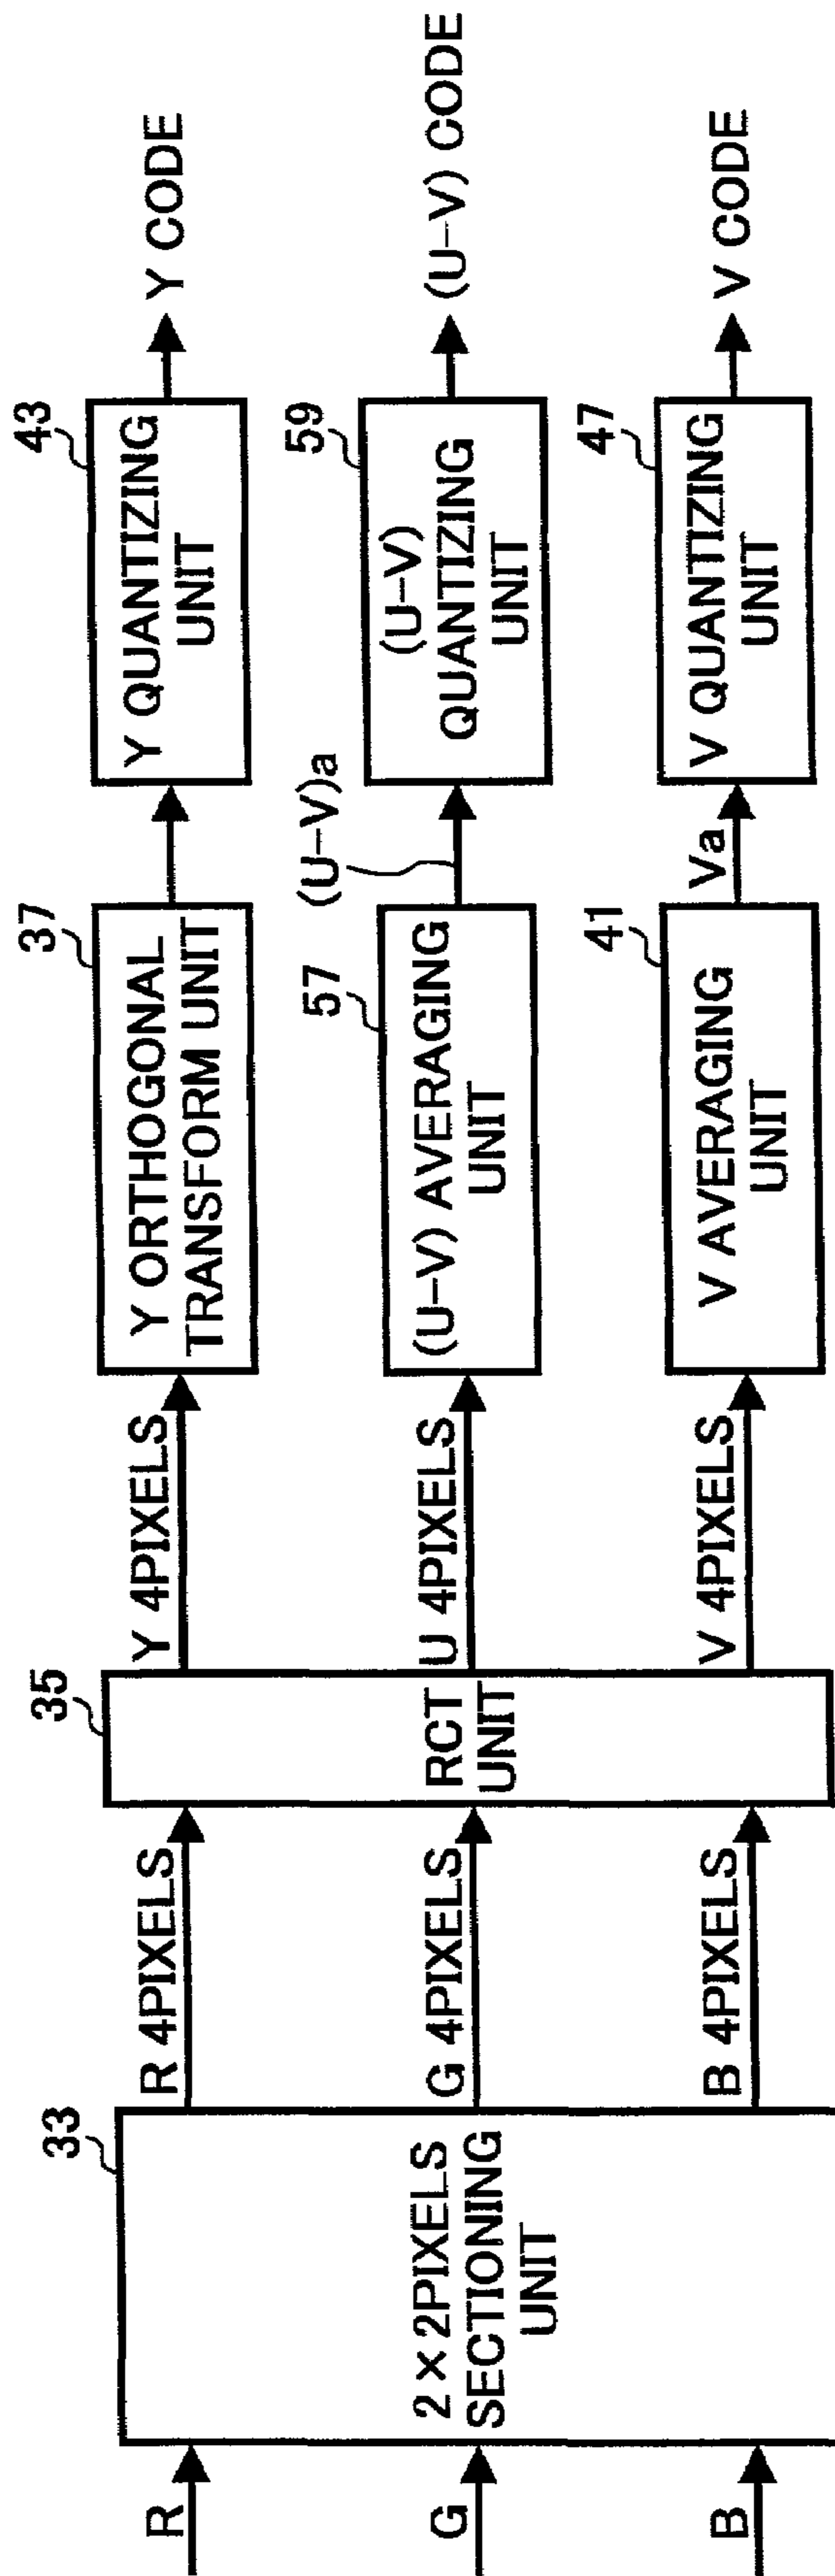 R
G
B
33
2 × 2PIXELS
SECTIONING
UNIT
R 4PIXELS
G 4PIXELS
B 4PIXELS
35
RCT
UNIT
Y 4PIXELS
U 4PIXELS
V 4PIXELS
37
Y ORTHOGONAL
TRANSFORM UNIT
57
(U-V) AVERAGING
UNIT
41
V AVERAGING
UNIT
(U-V)a
Va
43
Y QUANTIZING
UNIT
59
(U-V)
QUANTIZING
UNIT
47
V QUANTIZING
UNIT
Y CODE
(U-V) CODE
V CODE